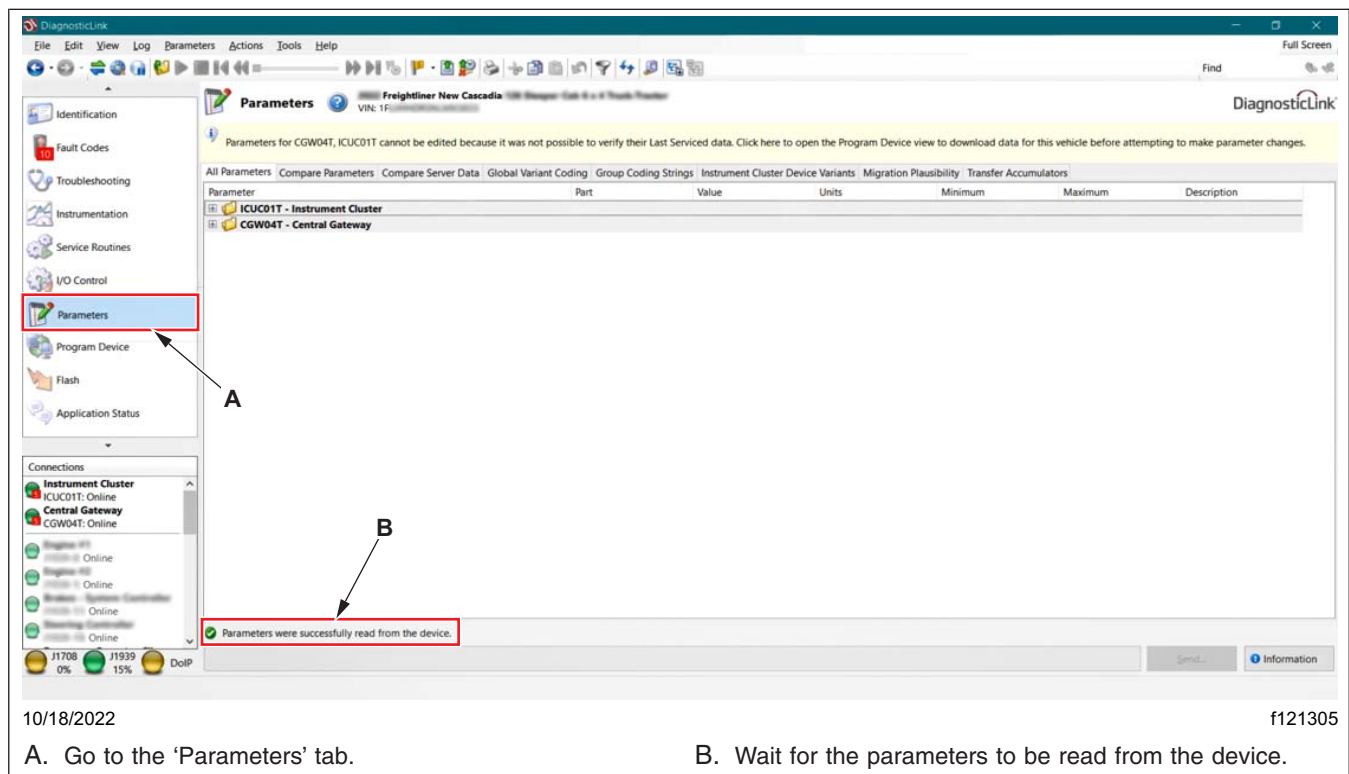 DiagnosticLink
File Edit View Log Parameters Actions Tools Help
Full Screen
Find
Identification
10
Fault Codes
Troubleshooting
Instrumentation
Service Routines
I/O Control
Parameters
Program Device
Flash
Application Status
Parameters
Freightliner New Cascadia
VIN: 1F
DiagnosticLink
Parameters for CGW04T, ICUC01T cannot be edited because it was not possible to verify their Last Serviced data. Click here to open the Program Device view to download data for this vehicle before attempting to make parameter changes.
All Parameters Compare Parameters Compare Server Data Global Variant Coding Group Coding Strings Instrument Cluster Device Variants Migration Plausibility Transfer Accumulators
Parameter Part Value Units Minimum Maximum Description
ICUC01T - Instrument Cluster
CGW04T - Central Gateway
A
B
Connections
Instrument Cluster
ICUC01T: Online
Central Gateway
CGW04T: Online
Online
Online
Online
Online
Parameters were successfully read from the device.
J1708 0%
J1939 15%
DoIP
Send...
Information
10/18/2022
f121305
A. Go to the ‘Parameters’ tab.
B. Wait for the parameters to be read from the device.